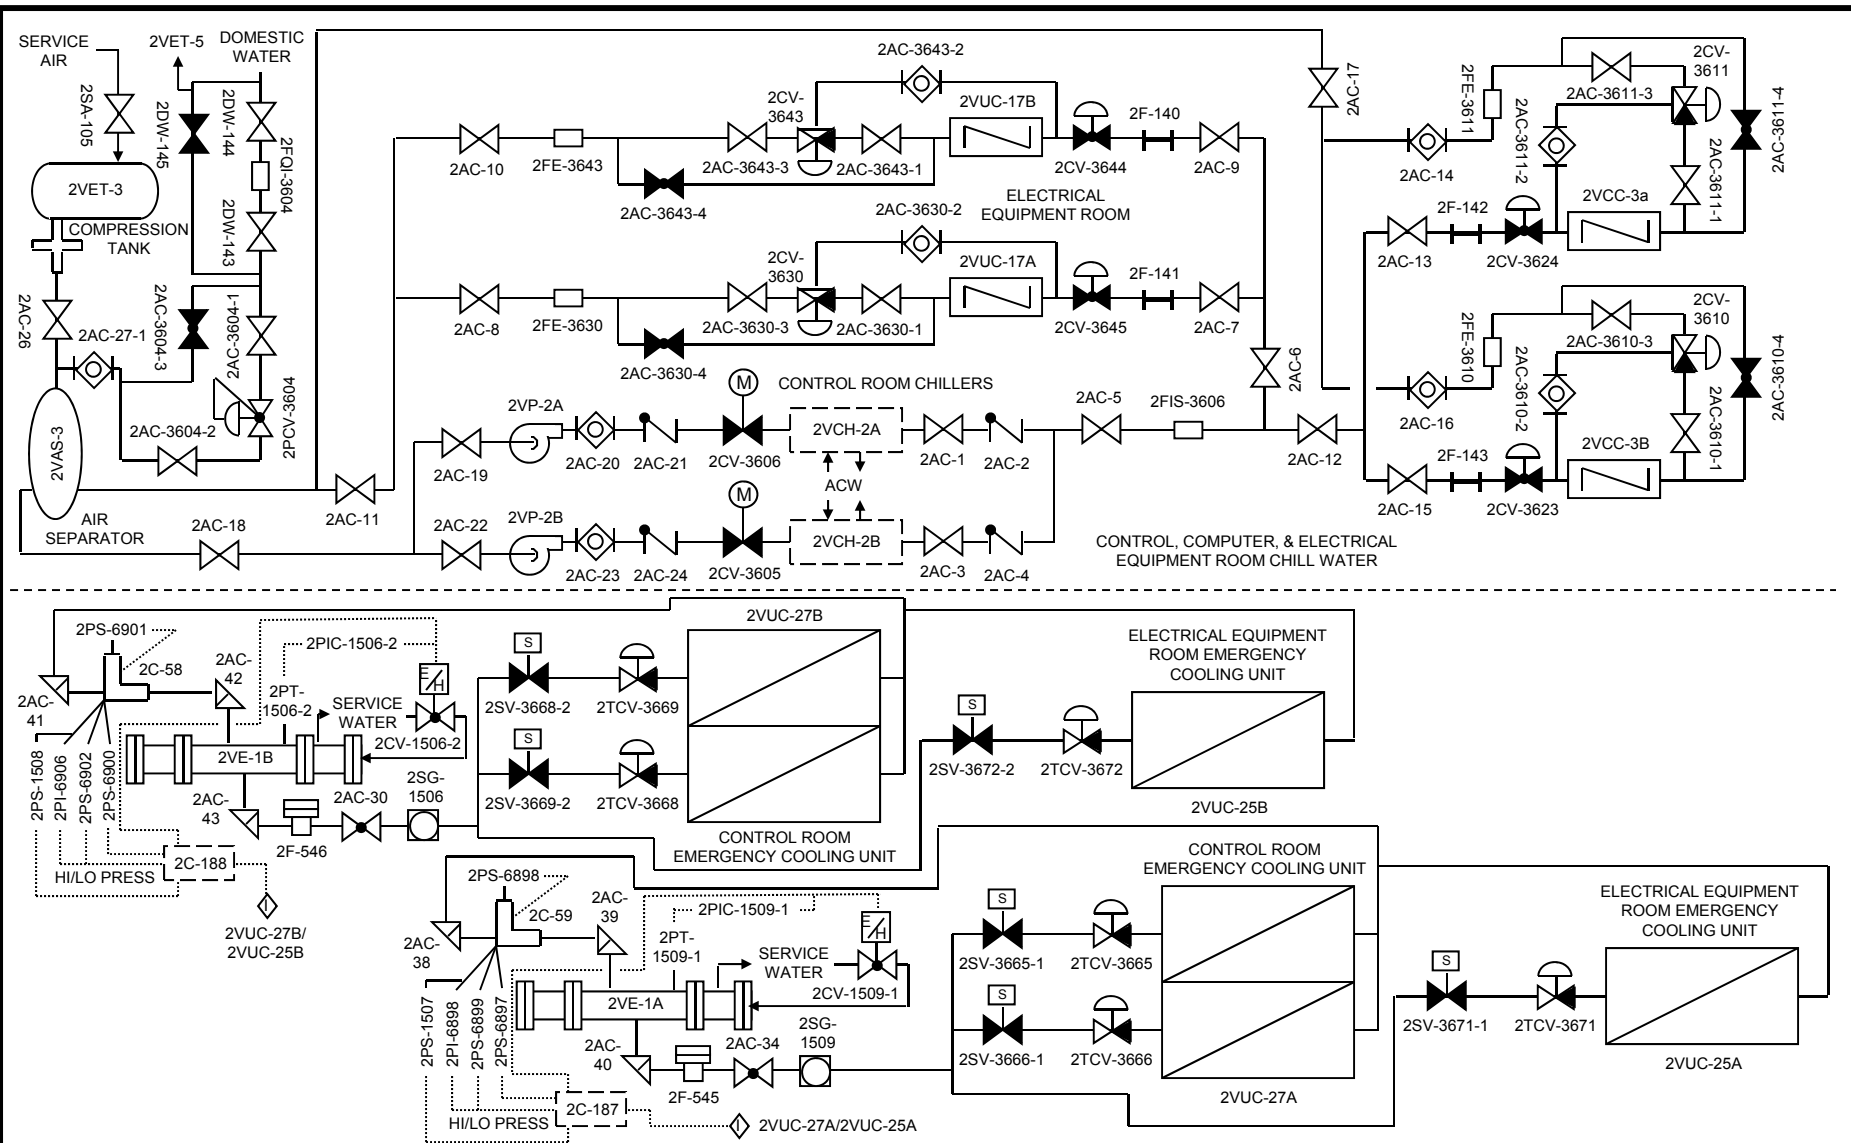 SERVICE
AIR
2VET-5
DOMESTIC
WATER
2SA-105
2DW-145
2DW-144
2FQI-3604
2DW-143
2VET-3
COMPRESSION
TANK
2AC-26
2AC-27-1
2AC-3604-3
2AC-3604-1
2PCV-3604
2AC-3604-2
2VAS-3
AIR
SEPARATOR
2AC-18
2AC-11
2AC-10
2FE-3643
2AC-3643-3
2CV-
3643
2AC-3643-1
2AC-3643-2
2VUC-17B
2CV-3644
2F-140
2AC-9
2AC-3643-4
ELECTRICAL
EQUIPMENT ROOM
2AC-8
2FE-3630
2AC-3630-3
2CV-
3630
2AC-3630-1
2AC-3630-2
2VUC-17A
2CV-3645
2F-141
2AC-7
2AC-3630-4
2AC-6
M
CONTROL ROOM CHILLERS
2AC-19
2VP-2A
2AC-20
2AC-21
2CV-3606
2VCH-2A
2AC-1
2AC-2
2AC-5
2FIS-3606
2AC-12
ACW
M
2AC-22
2VP-2B
2AC-23
2AC-24
2CV-3605
2VCH-2B
2AC-3
2AC-4
CONTROL, COMPUTER, & ELECTRICAL
EQUIPMENT ROOM CHILL WATER
2AC-17
2AC-14
2FE-3611
2AC-3611-2
2AC-3611-3
2CV-
3611
2AC-3611-4
2AC-3611-1
2AC-13
2F-142
2CV-3624
2VCC-3a
2AC-16
2FE-3610
2AC-3610-2
2AC-3610-3
2CV-
3610
2AC-3610-4
2AC-3610-1
2AC-15
2F-143
2CV-3623
2VCC-3B
2PS-6901
2C-58
2AC-
41
2AC-
42
2PT-
1506-2
2PIC-1506-2
SERVICE
WATER
E/H
2CV-1506-2
2VE-1B
2PS-1508
2PI-6906
2PS-6902
2PS-6900
2AC-
43
2F-546
2AC-30
2SG-
1506
2C-188
HI/LO PRESS
I
2VUC-27B/
2VUC-25B
2VUC-27B
S
2SV-3668-2
2TCV-3669
S
2SV-3669-2
2TCV-3668
CONTROL ROOM
EMERGENCY COOLING UNIT
ELECTRICAL EQUIPMENT
ROOM EMERGENCY
COOLING UNIT
S
2SV-3672-2
2TCV-3672
2VUC-25B
2PS-6898
2C-59
2AC-
38
2AC-
39
2PT-
1509-1
2PIC-1509-1
SERVICE
WATER
E/H
2CV-1509-1
2VE-1A
2PS-1507
2PI-6898
2PS-6899
2PS-6897
2AC-
40
2F-545
2AC-34
2SG-
1509
2C-187
HI/LO PRESS
I
2VUC-27A/2VUC-25A
CONTROL ROOM
EMERGENCY COOLING UNIT
S
2SV-3665-1
2TCV-3665
S
2SV-3666-1
2TCV-3666
2VUC-27A
ELECTRICAL EQUIPMENT
ROOM EMERGENCY
COOLING UNIT
S
2SV-3671-1
2TCV-3671
2VUC-25A